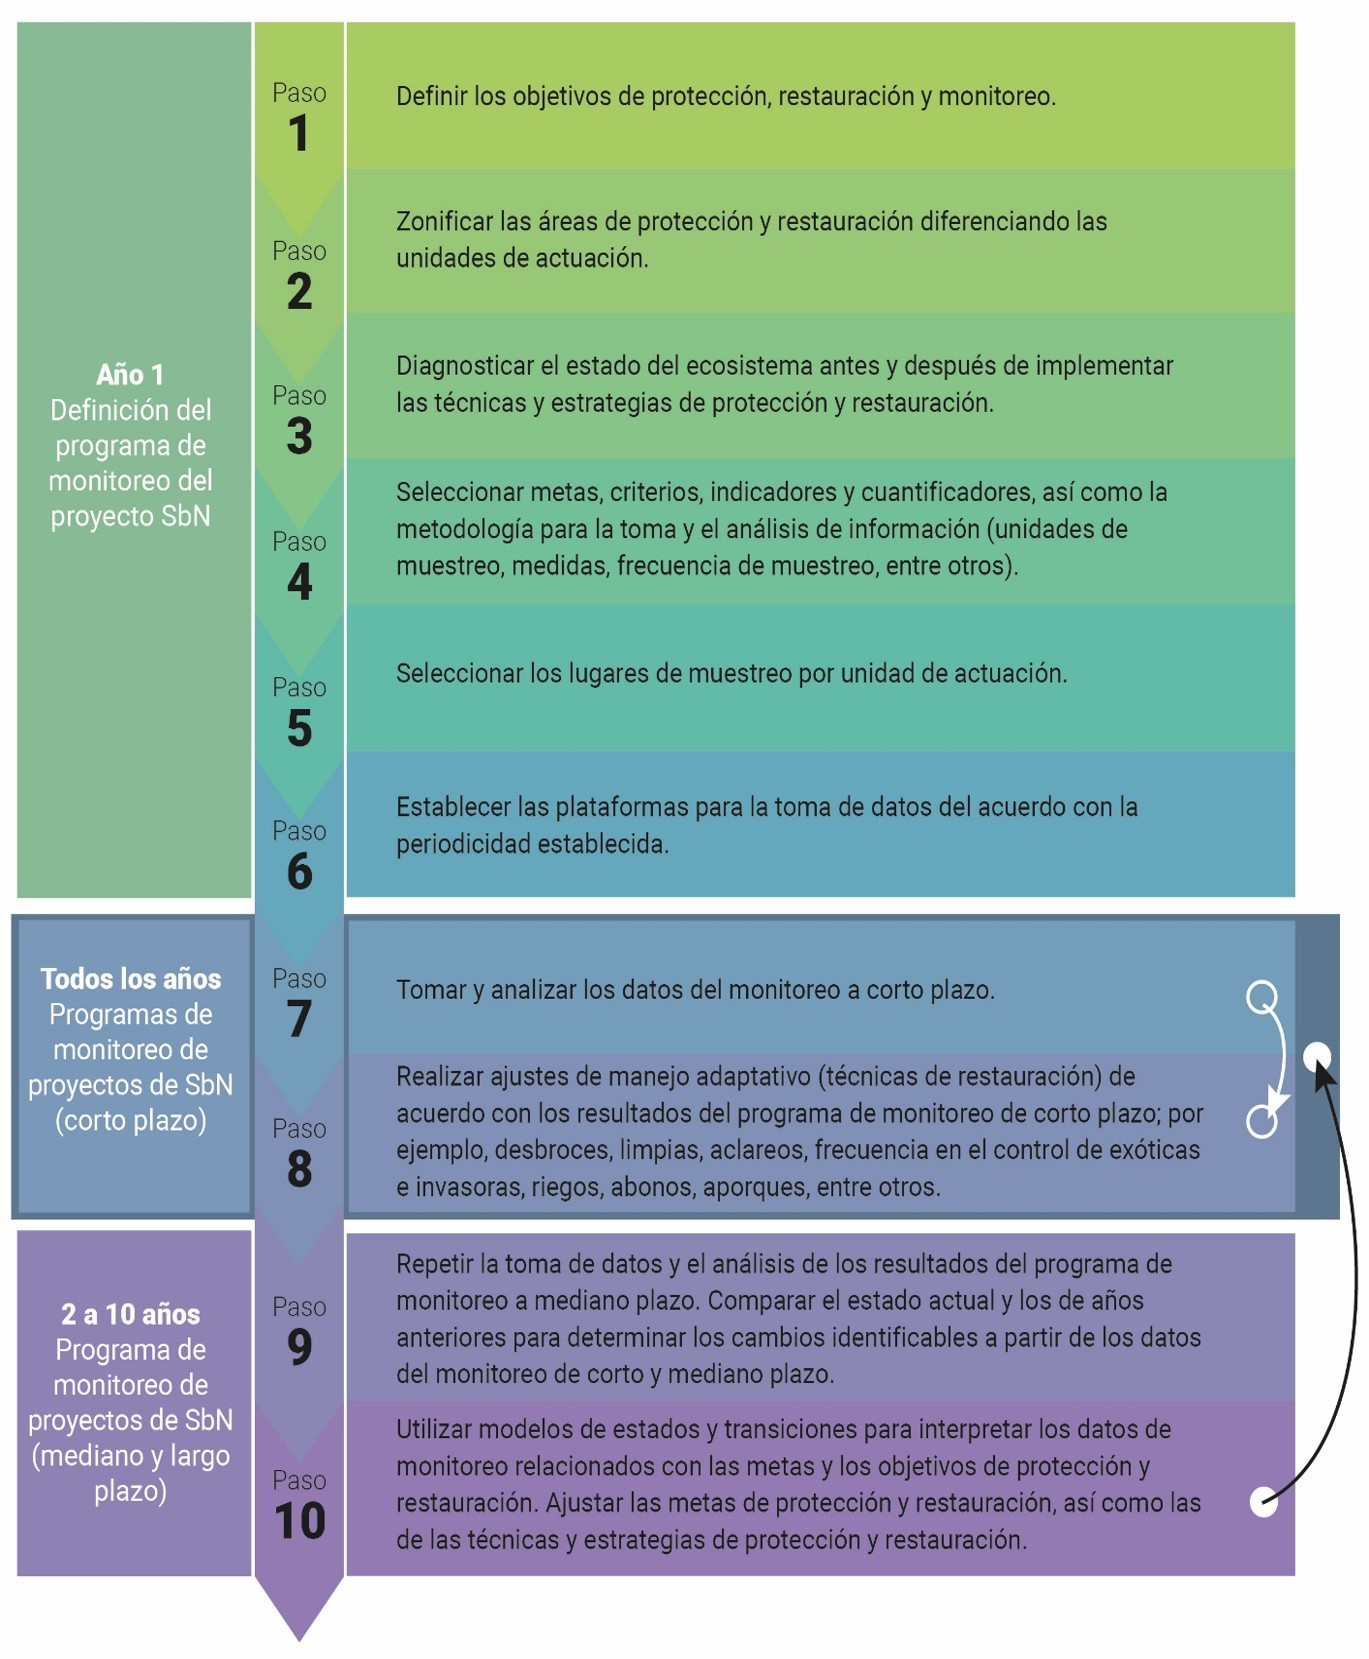 Año 1
Definición del
programa de
monitoreo del
proyecto SbN
Paso
1
Definir los objetivos de protección, restauración y monitoreo.
Paso
2
Zonificar las áreas de protección y restauración diferenciando las
unidades de actuación.
Paso
3
Diagnosticar el estado del ecosistema antes y después de implementar
las técnicas y estrategias de protección y restauración.
Paso
4
Seleccionar metas, criterios, indicadores y cuantificadores, así como la
metodología para la toma y el análisis de información (unidades de
muestreo, medidas, frecuencia de muestreo, entre otros).
Paso
5
Seleccionar los lugares de muestreo por unidad de actuación.
Paso
6
Establecer las plataformas para la toma de datos del acuerdo con la
periodicidad establecida.
Todos los años
Programas de
monitoreo de
proyectos de SbN
(corto plazo)
Paso
7
Tomar y analizar los datos del monitoreo a corto plazo.
Paso
8
Realizar ajustes de manejo adaptativo (técnicas de restauración) de
acuerdo con los resultados del programa de monitoreo de corto plazo; por
ejemplo, desbroces, limpias, aclareos, frecuencia en el control de exóticas
e invasoras, riegos, abonos, aporques, entre otros.
2 a 10 años
Programa de
monitoreo de
proyectos de SbN
(mediano y largo
plazo)
Paso
9
Repetir la toma de datos y el análisis de los resultados del programa de
monitoreo a mediano plazo. Comparar el estado actual y los de años
anteriores para determinar los cambios identificables a partir de los datos
del monitoreo de corto y mediano plazo.
Paso
10
Utilizar modelos de estados y transiciones para interpretar los datos de
monitoreo relacionados con las metas y los objetivos de protección y
restauración. Ajustar las metas de protección y restauración, así como las
de las técnicas y estrategias de protección y restauración.